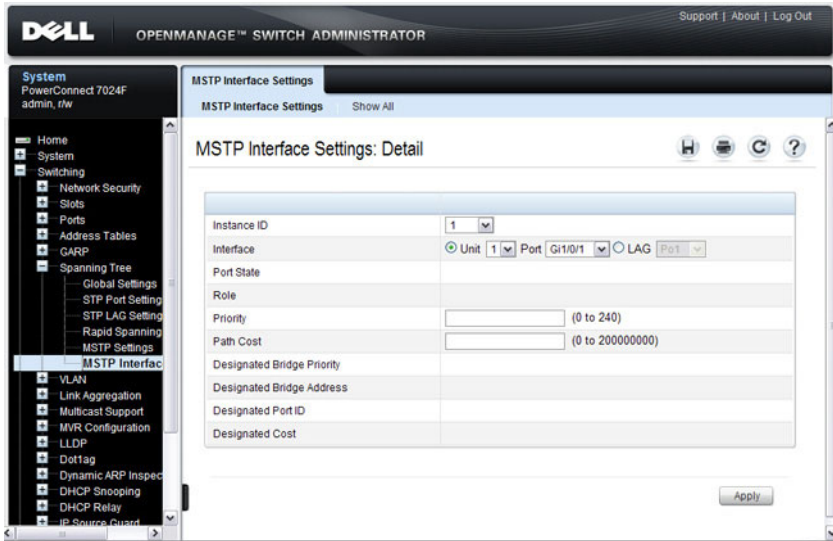 Support | About | Log Out
DELL
OPENMANAGE™ SWITCH ADMINISTRATOR
System
PowerConnect 7024F
admin, r/w
Home
System
Switching
Network Security
Slots
Ports
Address Tables
GARP
Spanning Tree
Global Settings
STP Port Setting
STP LAG Setting
Rapid Spanning
MSTP Settings
MSTP Interfac
VLAN
Link Aggregation
Multicast Support
MVR Configuration
LLDP
Dot1ag
Dynamic ARP Inspect
DHCP Snooping
DHCP Relay
IP Source Guard
MSTP Interface Settings
MSTP Interface Settings Show All
MSTP Interface Settings: Detail
Instance ID 1
Interface Unit 1 Port Gi1/0/1 LAG Po1
Port State
Role
Priority (0 to 240)
Path Cost (0 to 200000000)
Designated Bridge Priority
Designated Bridge Address
Designated Port ID
Designated Cost
Apply